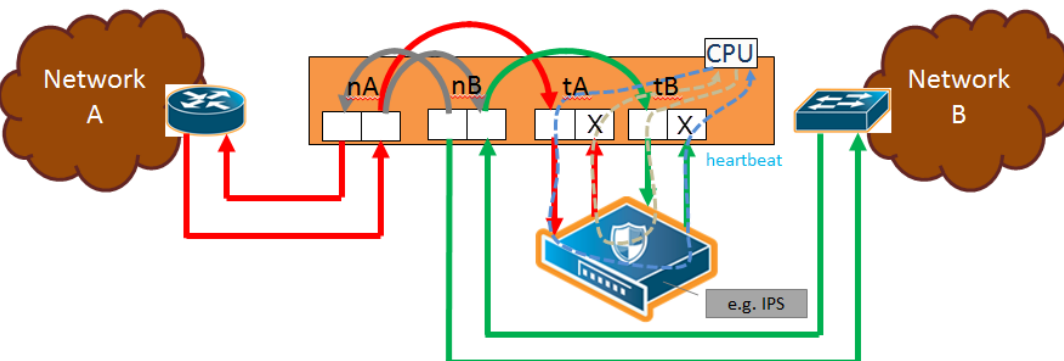 CPU
Network
A
nA
nB
tA
tB
Network
B
X
X
heartbeat
e.g. IPS